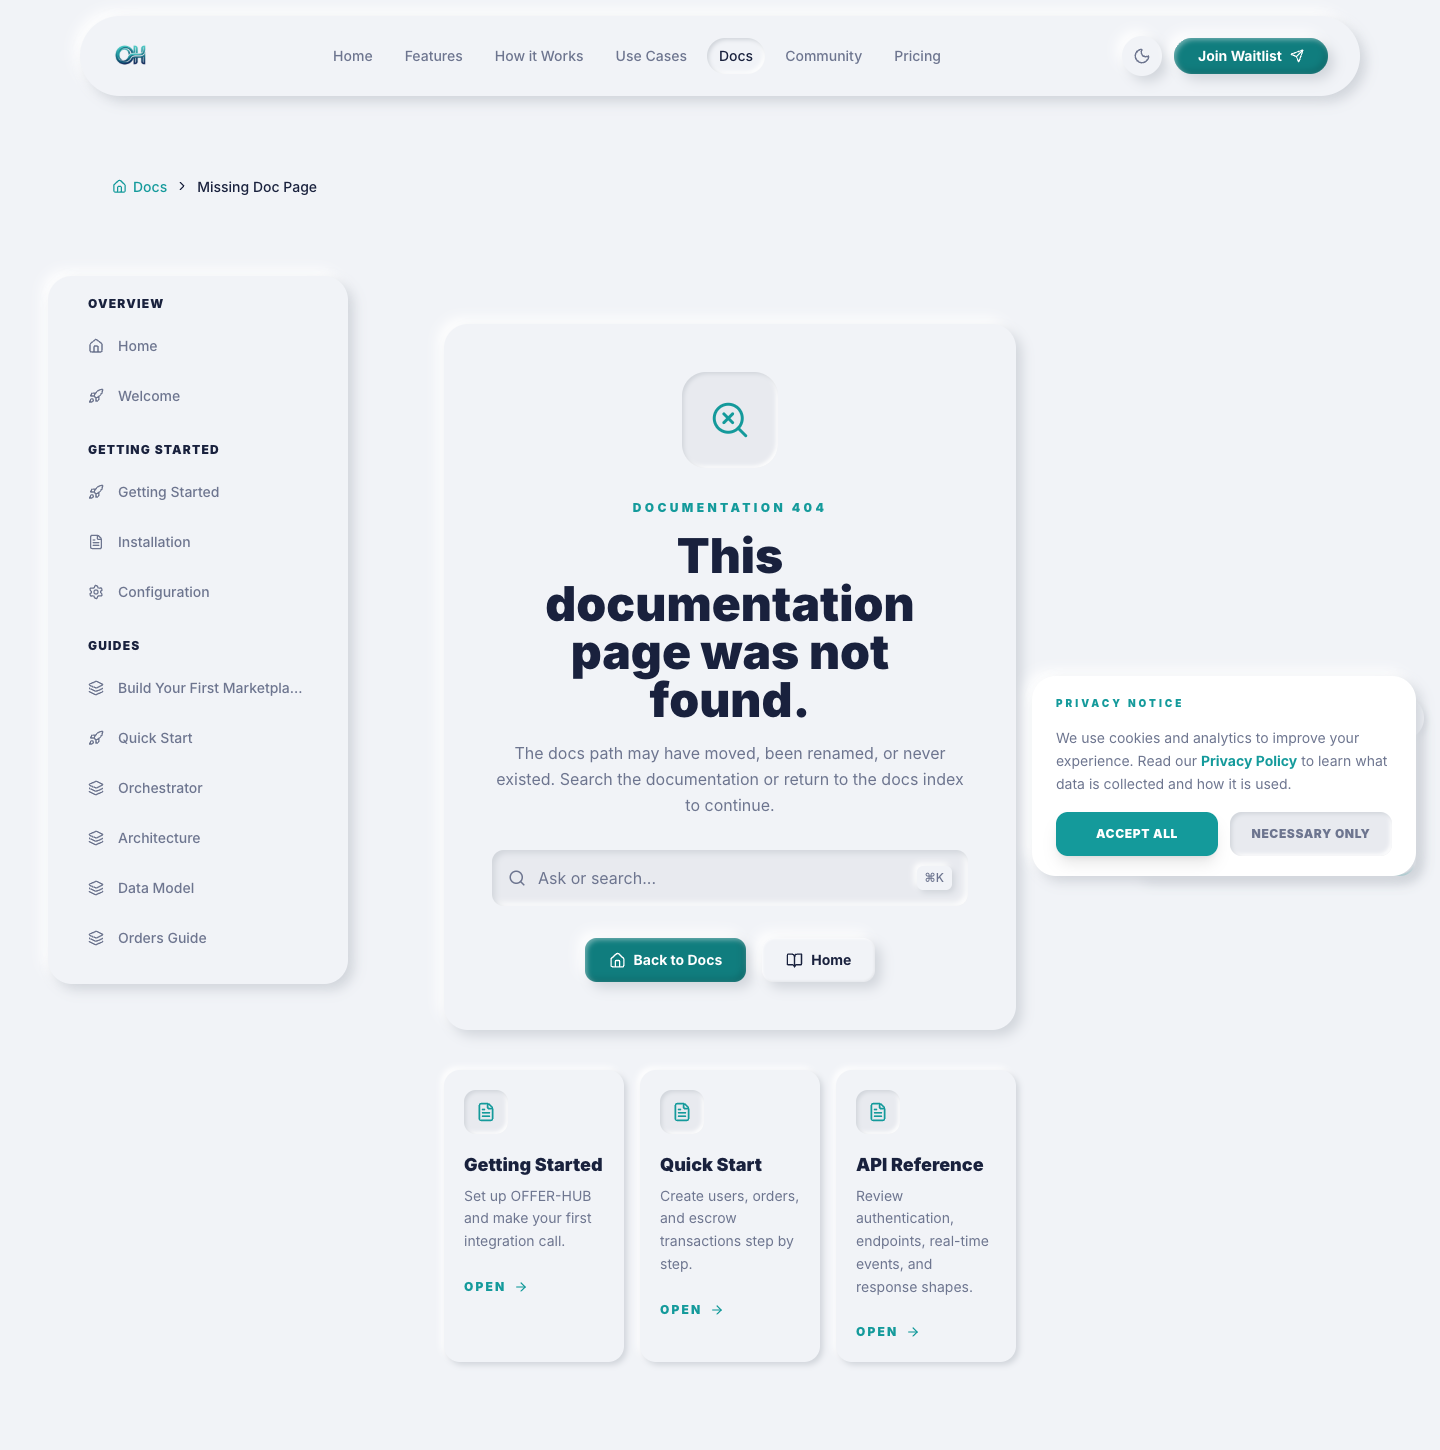 OH
Home
Features
How it Works
Use Cases
Docs
Community
Pricing
Join Waitlist
Docs
Missing Doc Page
OVERVIEW
Home
Welcome
GETTING STARTED
Getting Started
Installation
Configuration
GUIDES
Build Your First Marketpla...
Quick Start
Orchestrator
Architecture
Data Model
Orders Guide
DOCUMENTATION 404
This
documentation
page was not
found.
The docs path may have moved, been renamed, or never
existed. Search the documentation or return to the docs index
to continue.
Ask or search...
⌘K
Back to Docs
Home
Getting Started
Set up OFFER-HUB
and make your first
integration call.
OPEN
Quick Start
Create users, orders,
and escrow
transactions step by
step.
OPEN
API Reference
Review
authentication,
endpoints, real-time
events, and
response shapes.
OPEN
PRIVACY NOTICE
We use cookies and analytics to improve your
experience. Read our Privacy Policy to learn what
data is collected and how it is used.
ACCEPT ALL
NECESSARY ONLY